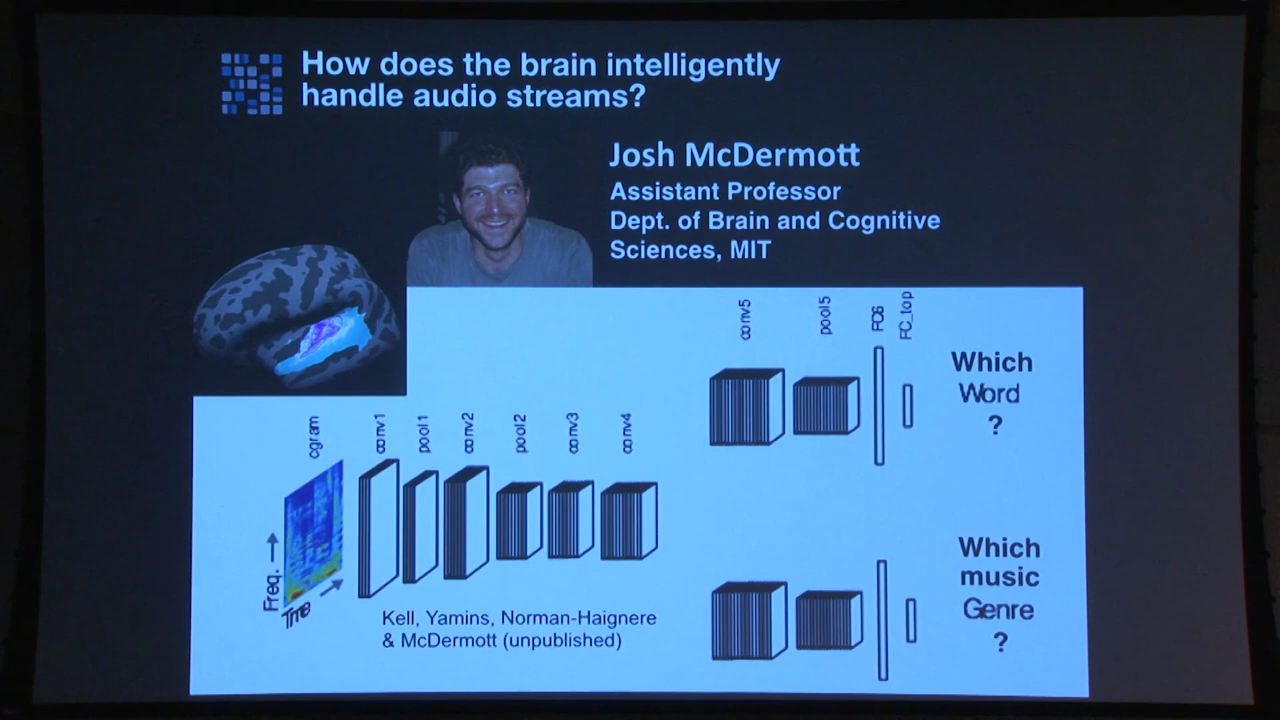 How does the brain intelligently
handle audio streams?
Josh McDermott
Assistant Professor
Dept. of Brain and Cognitive
Sciences, MIT
conv5
pool5
FC6
FC_top
Which
Word
?
cgram
conv1
pool1
conv2
pool2
conv3
conv4
Freq.
Time
Kell, Yamins, Norman-Haignere
& McDermott (unpublished)
Which
music
Genre
?